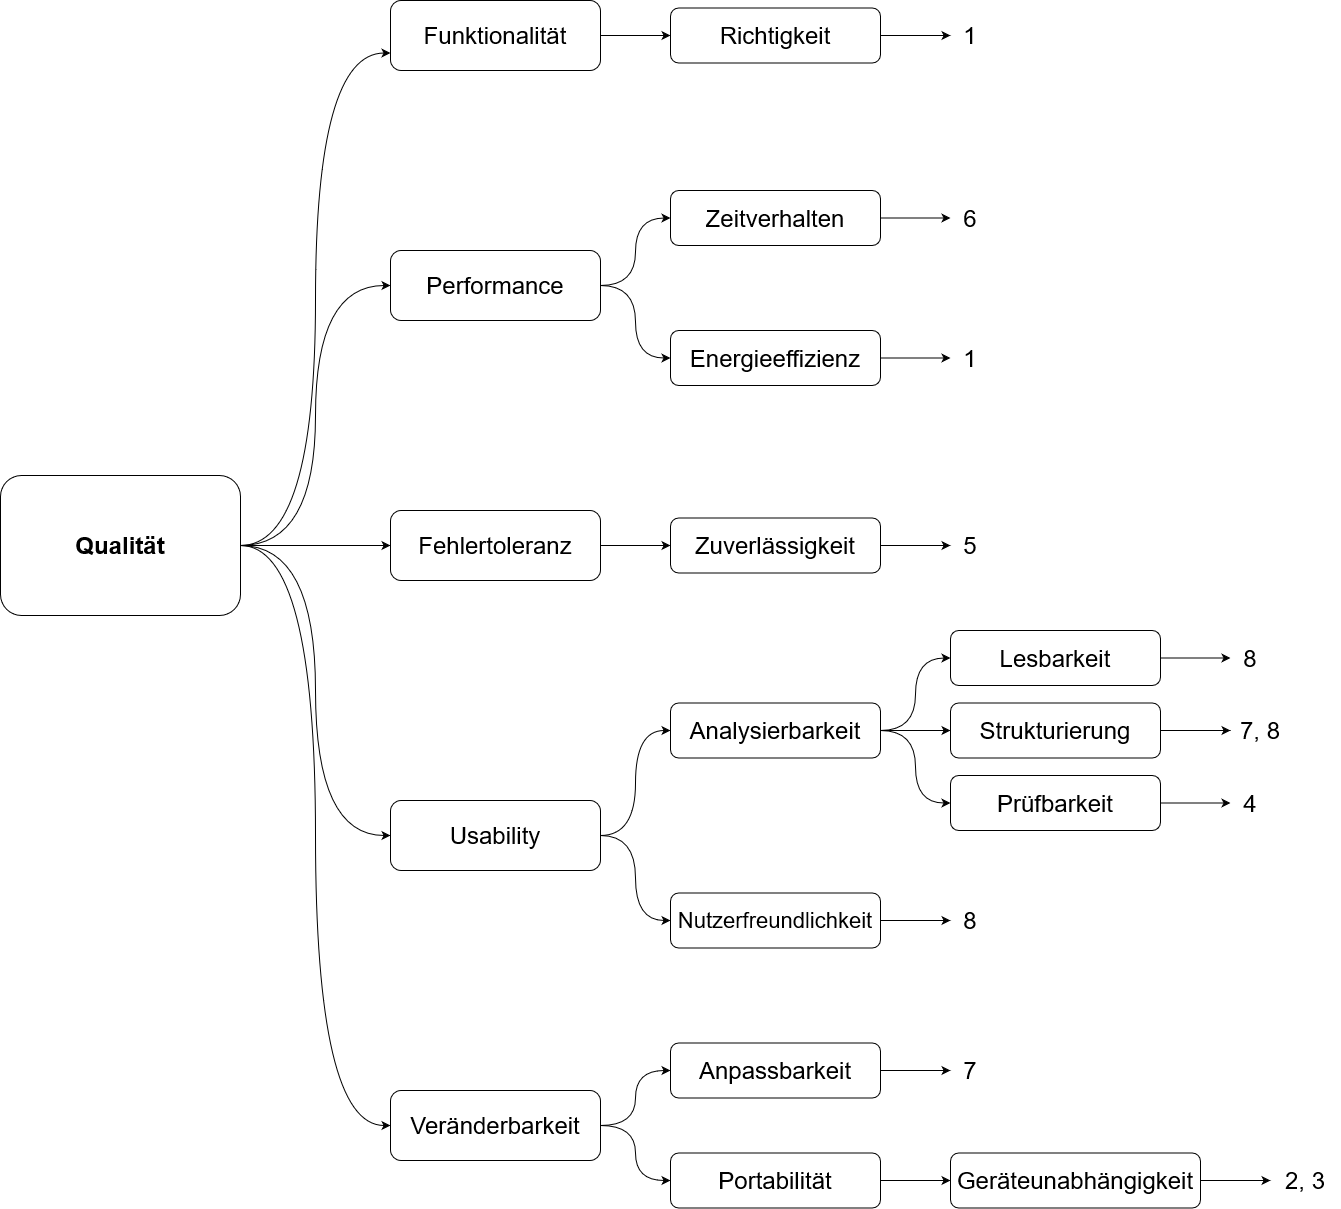 Funktionalität
Richtigkeit
1
Performance
Zeitverhalten
6
Energieeffizienz
1
Qualität
Fehlertoleranz
Zuverlässigkeit
5
Usability
Analysierbarkeit
Lesbarkeit
8
Strukturierung
7, 8
Prüfbarkeit
4
Nutzerfreundlichkeit
8
Veränderbarkeit
Anpassbarkeit
7
Portabilität
Geräteunabhängigkeit
2, 3